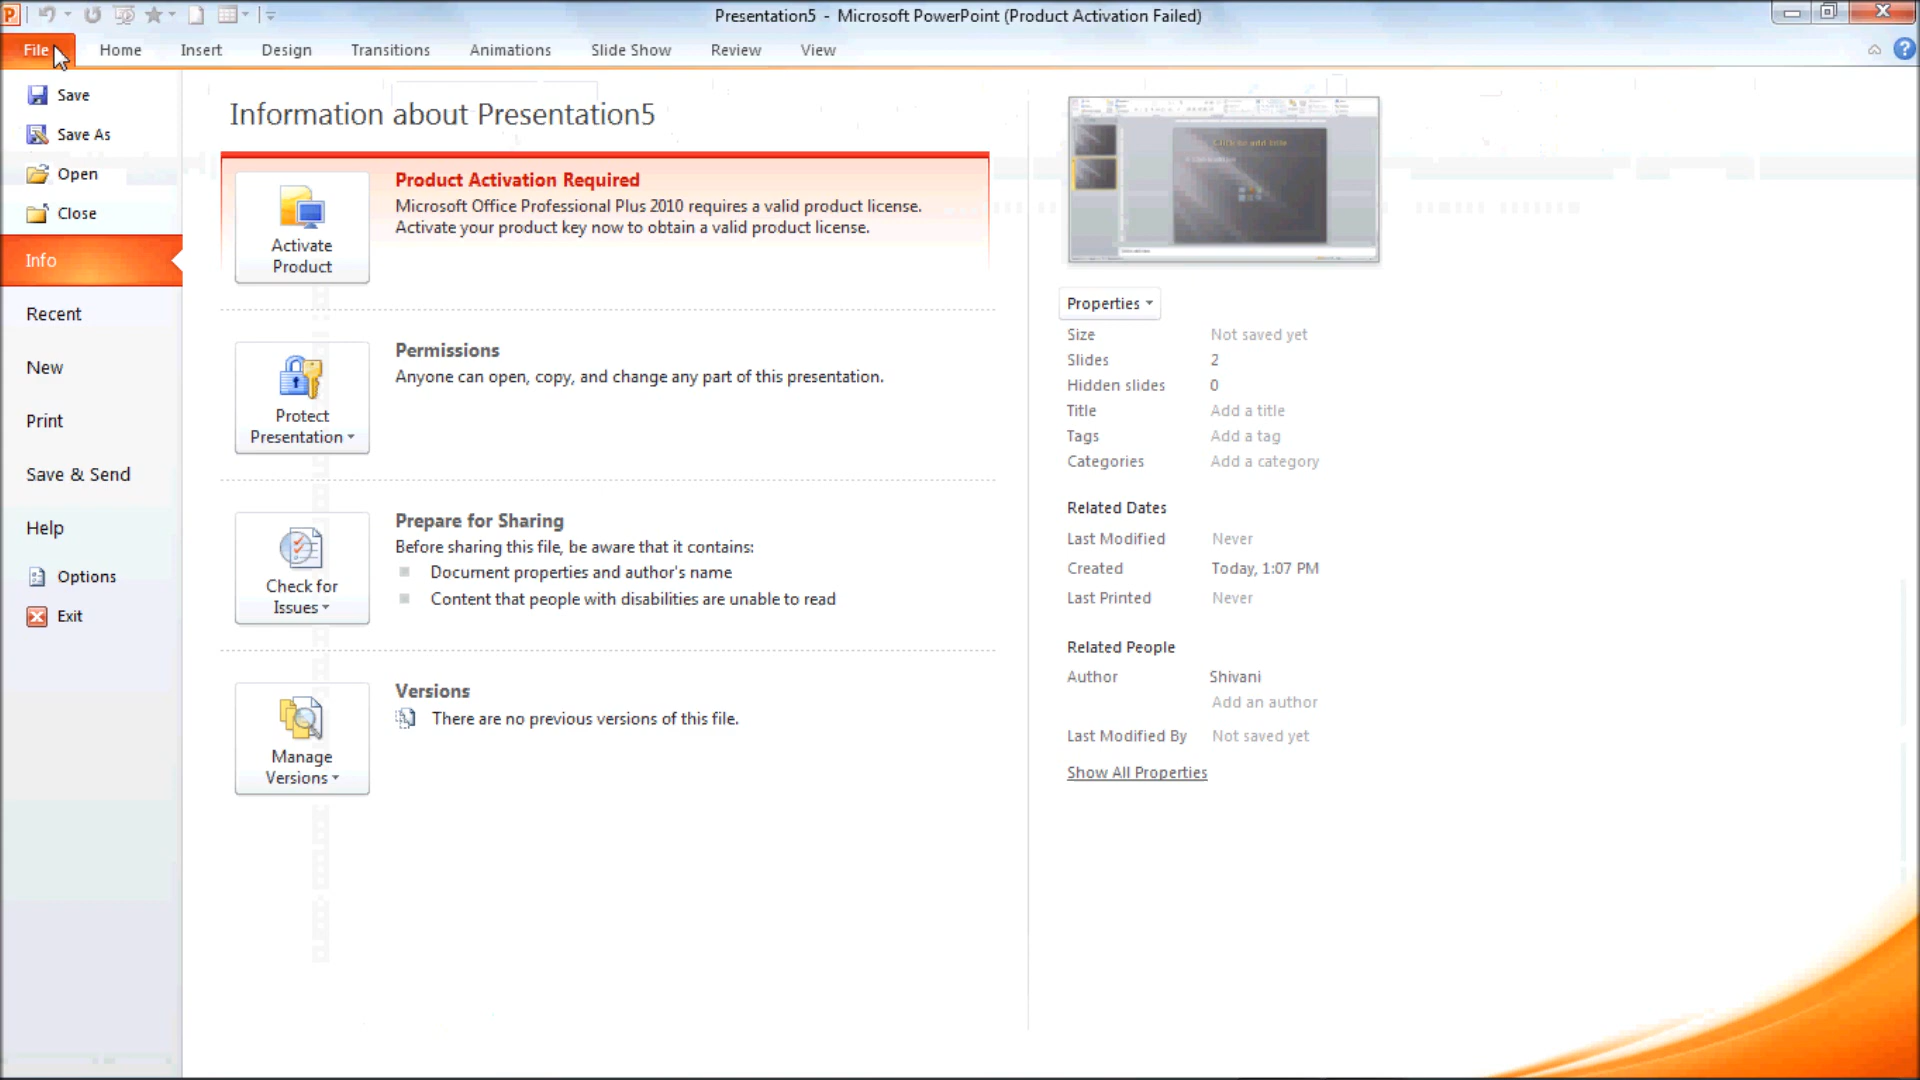 Presentation5 - Microsoft PowerPoint (Product Activation Failed)
File Home Insert Design Transitions Animations Slide Show Review View
Save
Save As
Open
Close
Info
Recent
New
Print
Save & Send
Help
Options
Exit
Information about Presentation5
Activate
Product
Product Activation Required
Microsoft Office Professional Plus 2010 requires a valid product license.
Activate your product key now to obtain a valid product license.
Protect
Presentation
Permissions
Anyone can open, copy, and change any part of this presentation.
Check for
Issues
Prepare for Sharing
Before sharing this file, be aware that it contains:
Document properties and author's name
Content that people with disabilities are unable to read
Manage
Versions
Versions
There are no previous versions of this file.
Click to add title
Properties
Size Not saved yet
Slides 2
Hidden slides 0
Title Add a title
Tags Add a tag
Categories Add a category
Related Dates
Last Modified Never
Created Today, 1:07 PM
Last Printed Never
Related People
Author Shivani
Add an author
Last Modified By Not saved yet
Show All Properties